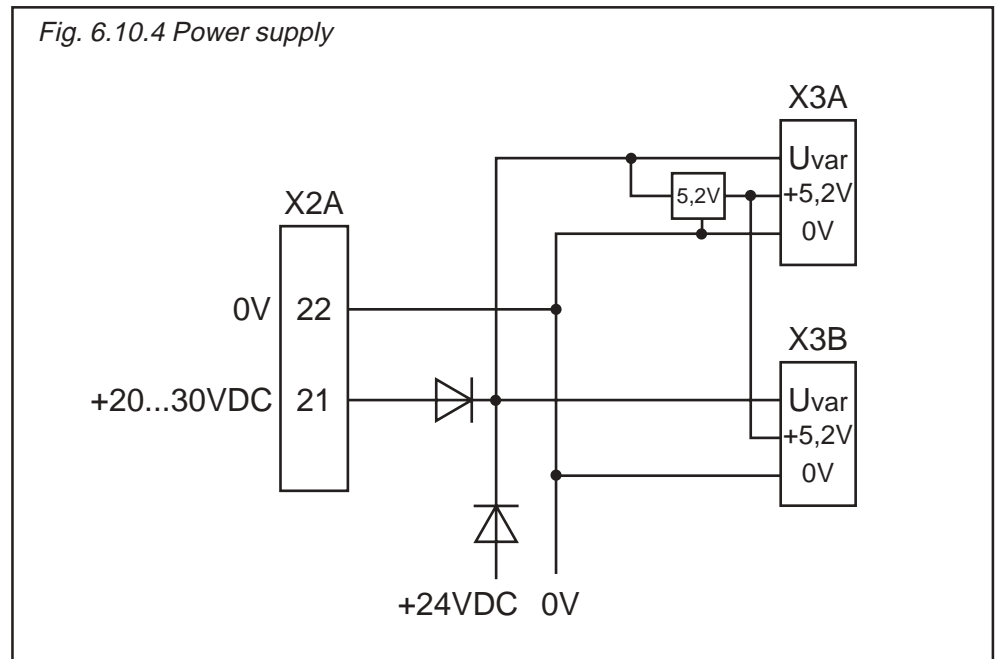 Fig. 6.10.4 Power supply
X3A
Uvar
5,2V
+5,2V
0V
X2A
0V 22
+20...30VDC 21
X3B
Uvar
+5,2V
0V
+24VDC 0V